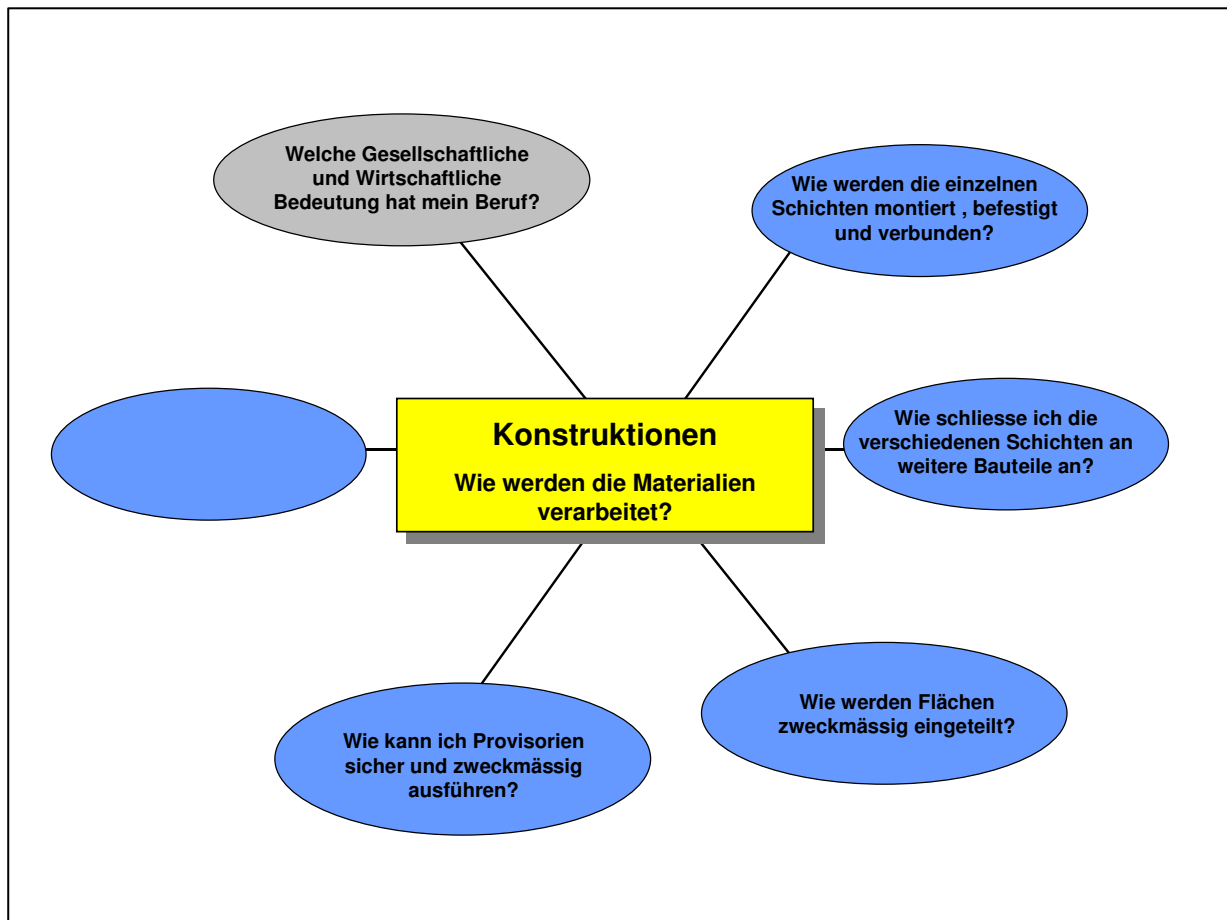 Welche Gesellschaftliche
und Wirtschaftliche
Bedeutung hat mein Beruf?
Wie werden die einzelnen
Schichten montiert , befestigt
und verbunden?
Konstruktionen
Wie werden die Materialien
verarbeitet?
Wie schliesse ich die
verschiedenen Schichten an
weitere Bauteile an?
Wie kann ich Provisorien
sicher und zweckmässig
ausführen?
Wie werden Flächen
zweckmässig eingeteilt?